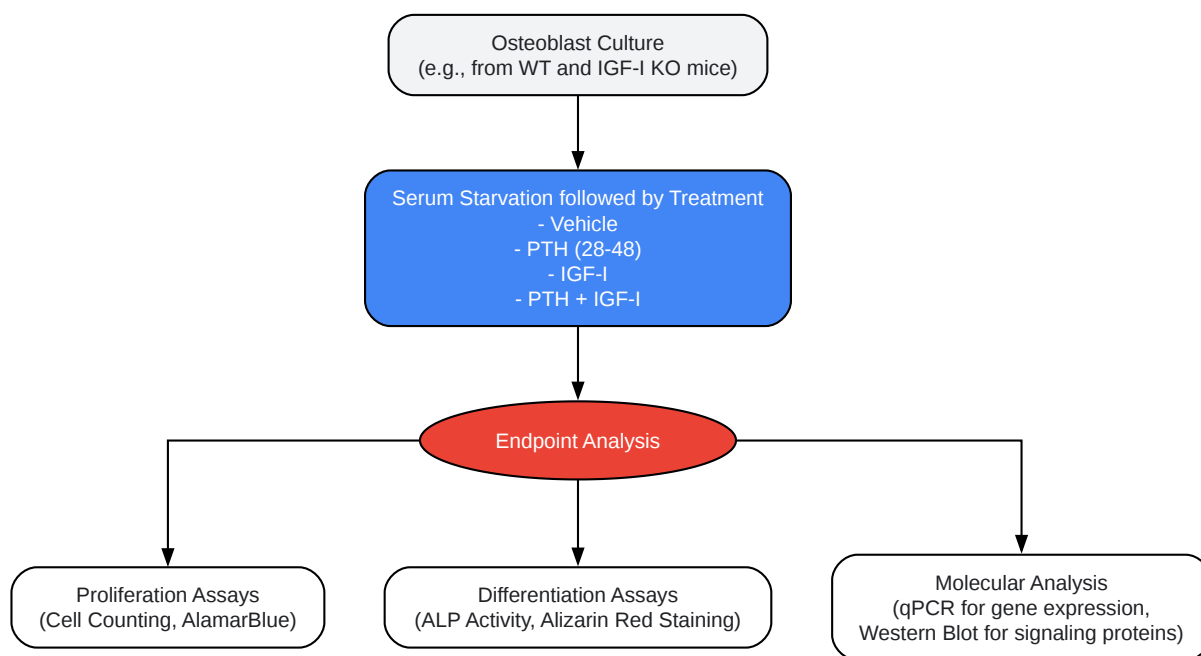 Osteoblast Culture
(e.g., from WT and IGF-I KO mice)
Serum Starvation followed by Treatment
- Vehicle
- PTH (28-48)
- IGF-I
- PTH + IGF-I
Endpoint Analysis
Proliferation Assays
(Cell Counting, AlamarBlue)
Differentiation Assays
(ALP Activity, Alizarin Red Staining)
Molecular Analysis
(qPCR for gene expression,
Western Blot for signaling proteins)